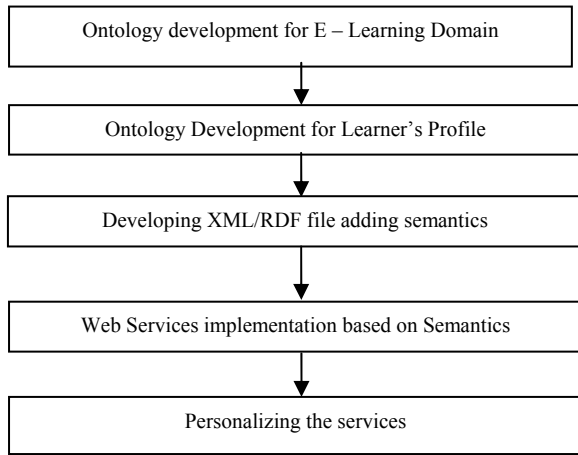 Ontology development for E – Learning Domain
Ontology Development for Learner's Profile
Developing XML/RDF file adding semantics
Web Services implementation based on Semantics
Personalizing the services